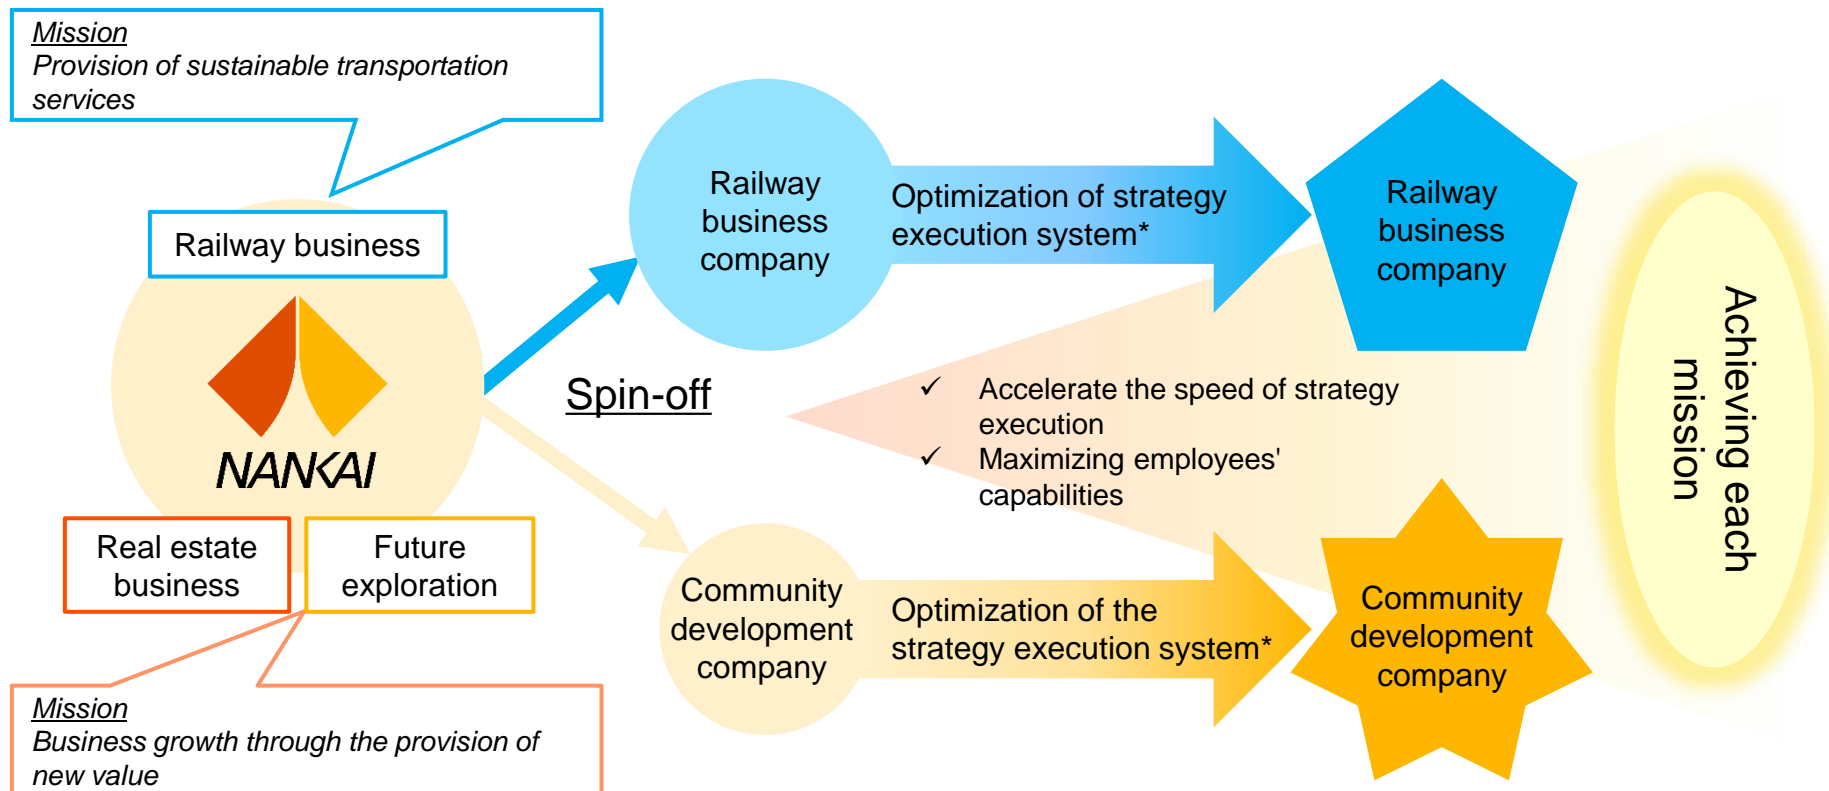 Mission
Provision of sustainable transportation
services
Railway business
NANKAI
Real estate
business
Future
exploration
Mission
Business growth through the provision of
new value
Spin-off
Railway
business
company
Optimization of strategy
execution system*
Railway
business
company
✓ Accelerate the speed of strategy
execution
✓ Maximizing employees'
capabilities
Community
development
company
Optimization of the
strategy execution system*
Community
development
company
Achieving each
mission